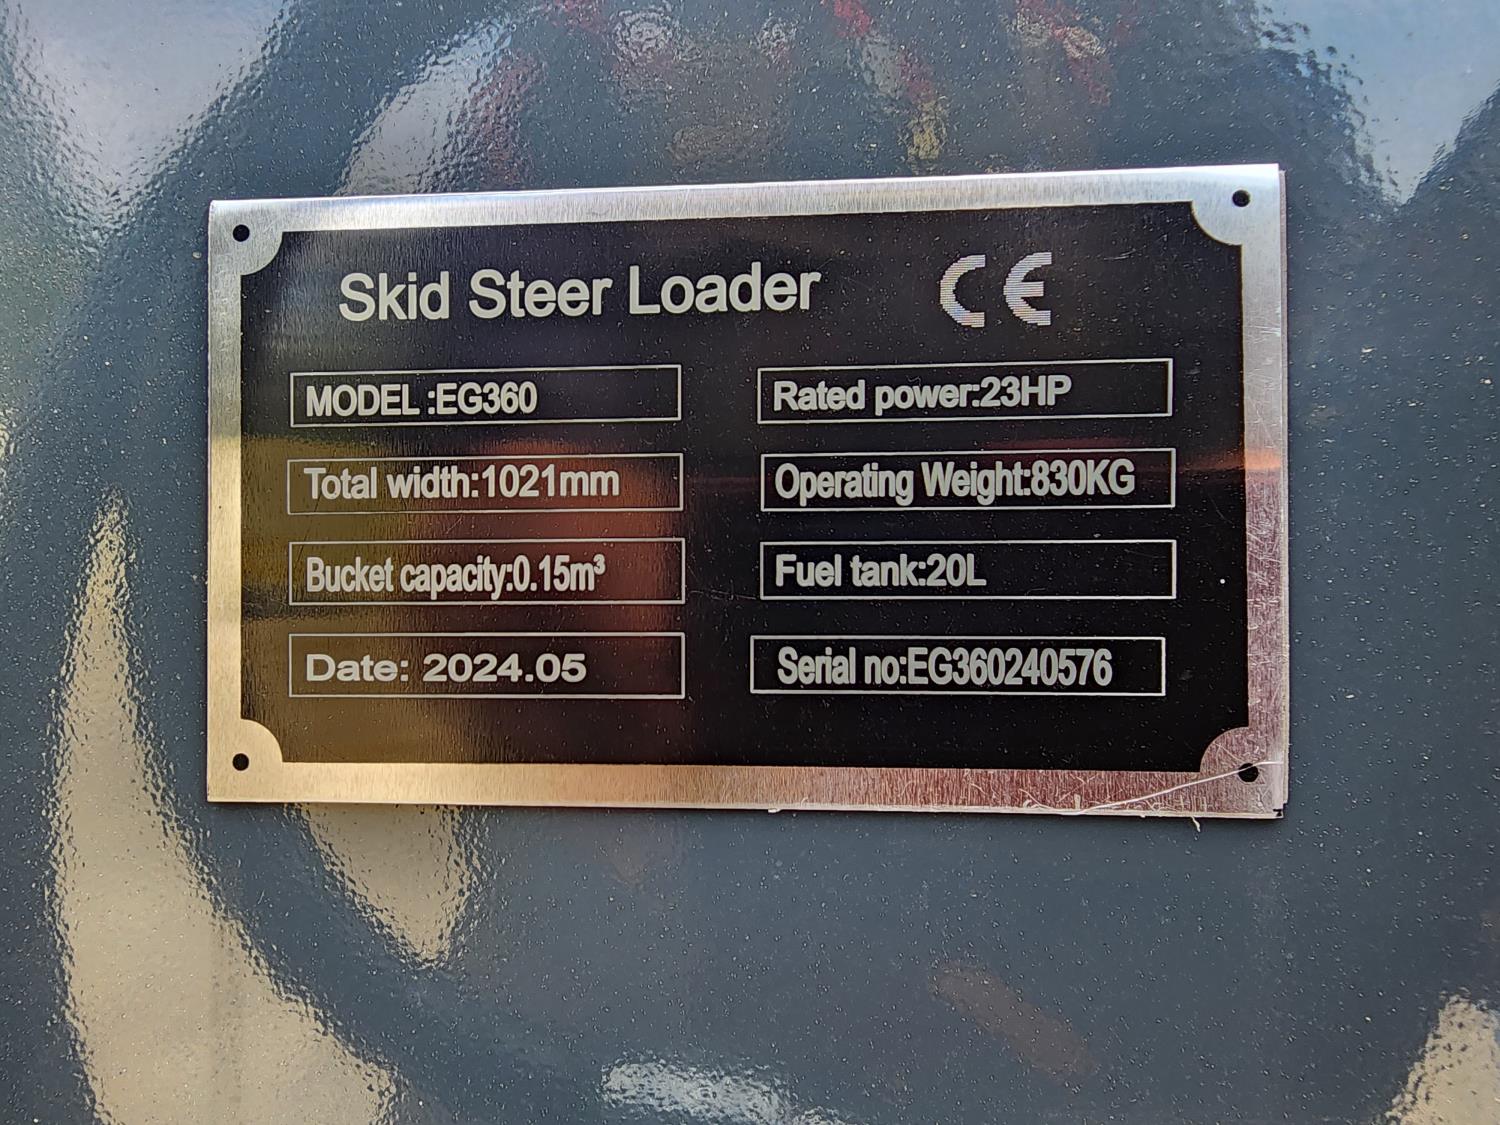 Skid Steer Loader CE
MODEL :EG360
Rated power:23HP
Total width:1021mm
Operating Weight:830KG
Bucket capacity:0.15m³
Fuel tank:20L
Date: 2024.05
Serial no:EG360240576